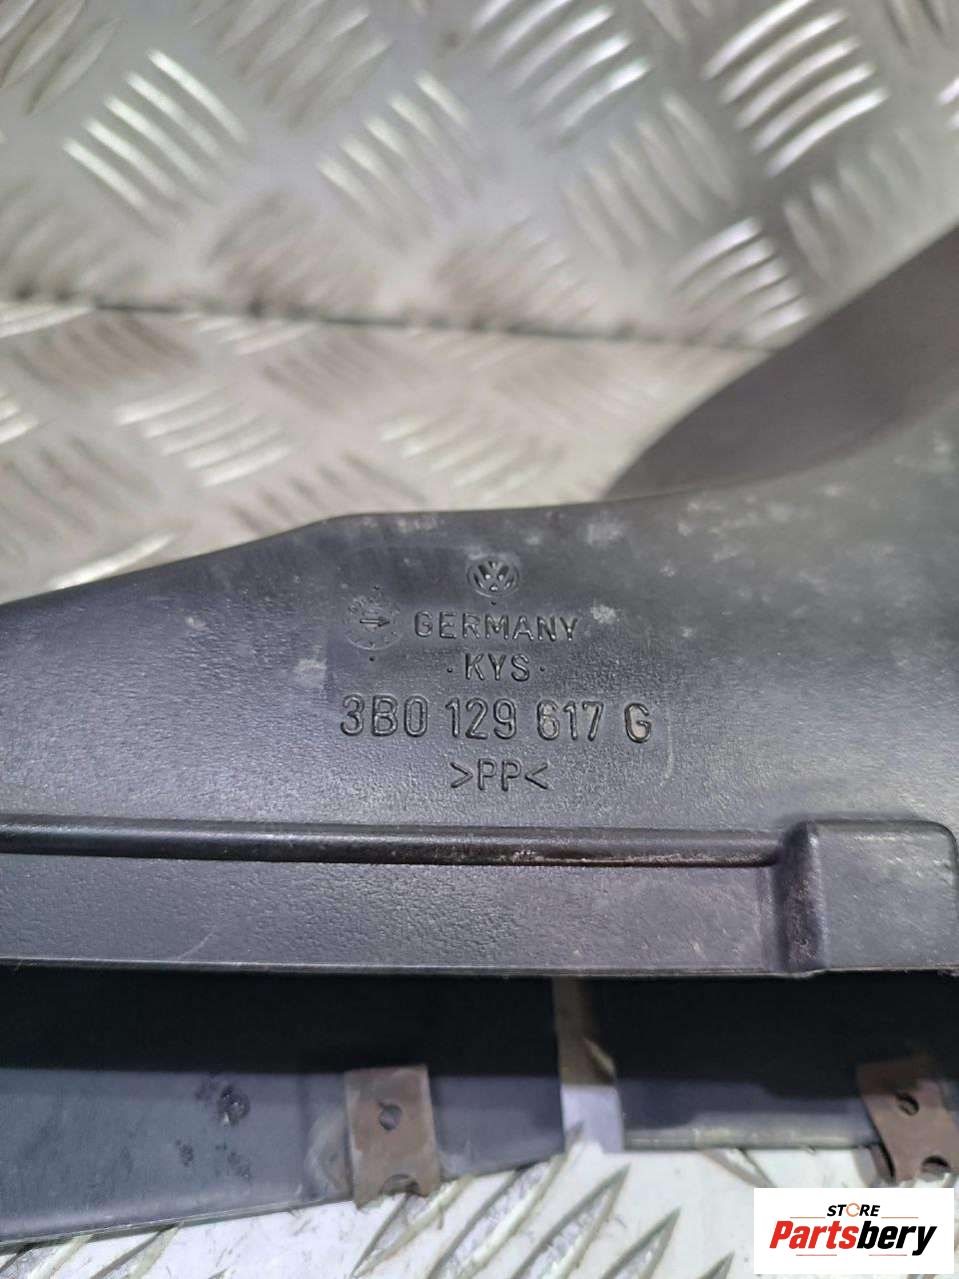 GERMANY
· KYS ·
3B0 129 617 G
>PP<
STORE
Partsbery